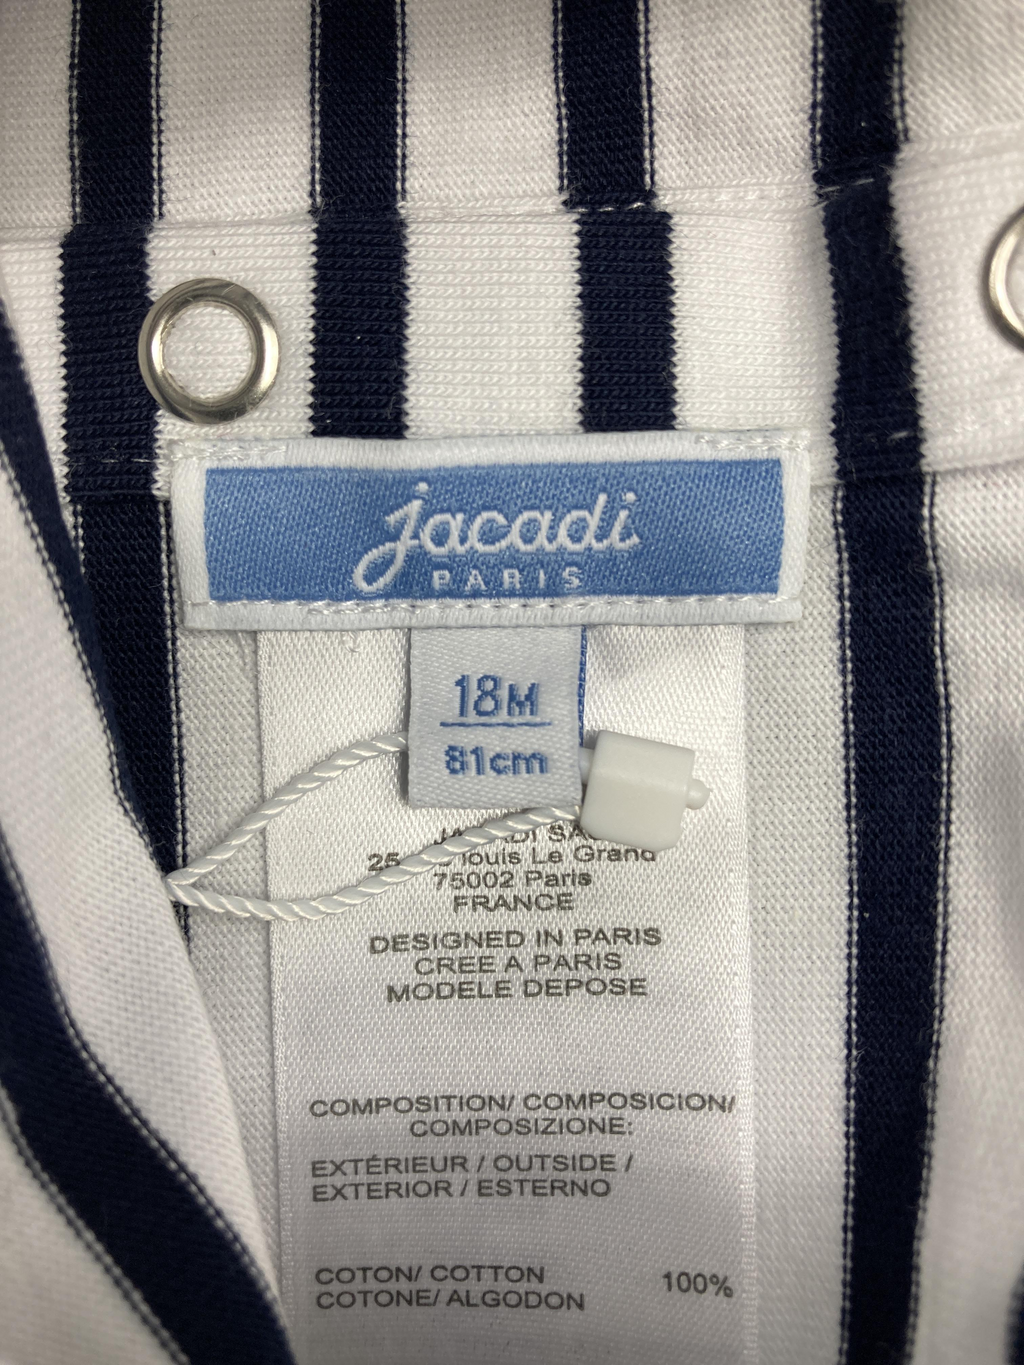 jacadi
PARIS
18M
81cm
25 Louis Le Grand
75002 Paris
FRANCE
DESIGNED IN PARIS
CREE A PARIS
MODELE DEPOSE
COMPOSITION/ COMPOSICION/
COMPOSIZIONE:
EXTÉRIEUR / OUTSIDE /
EXTERIOR / ESTERNO
COTON/ COTTON 100%
COTONE/ ALGODON